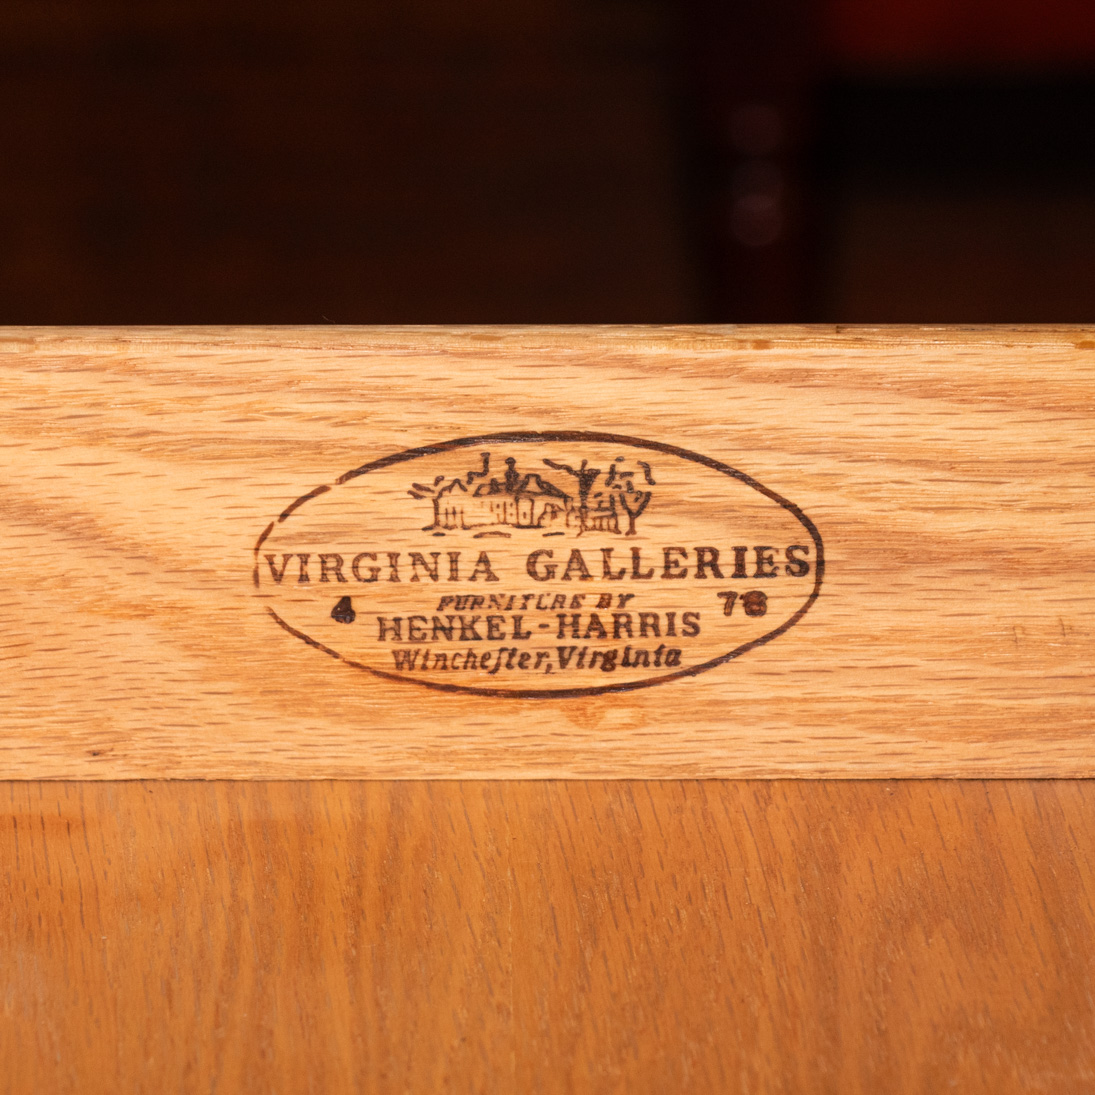 VIRGINIA GALLERIES
FURNITURE BY
4 78
HENKEL-HARRIS
Winchester, Virginia